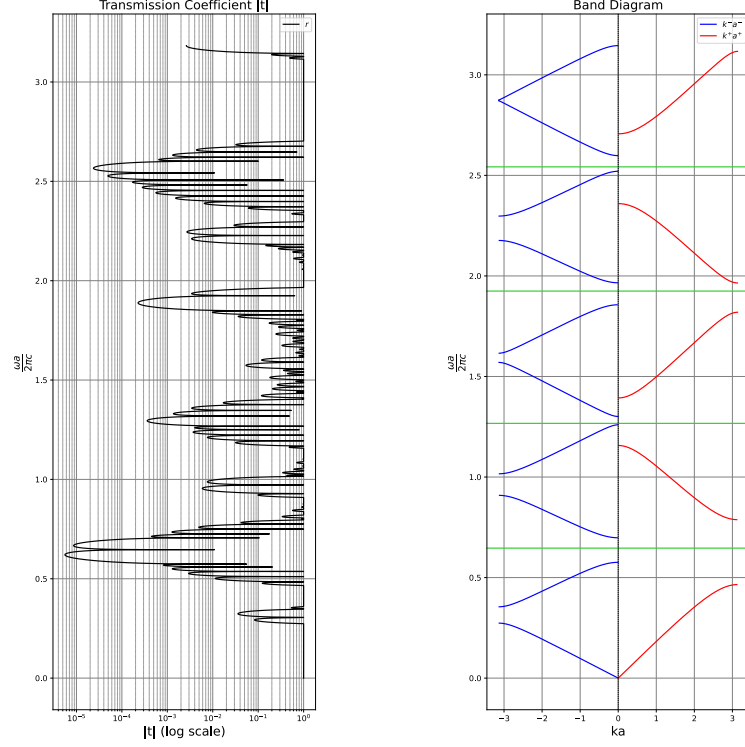 Transmission Coefficient |t|
r
ωa
2πc
3.0
2.5
2.0
1.5
1.0
0.5
0.0
10⁻⁵
10⁻⁴
10⁻³
10⁻²
10⁻¹
10⁰
|t| (log scale)
Band Diagram
k⁻a⁻
k⁺a⁺
ωa
2πc
3.0
2.5
2.0
1.5
1.0
0.5
0.0
−3
−2
−1
0
1
2
3
ka